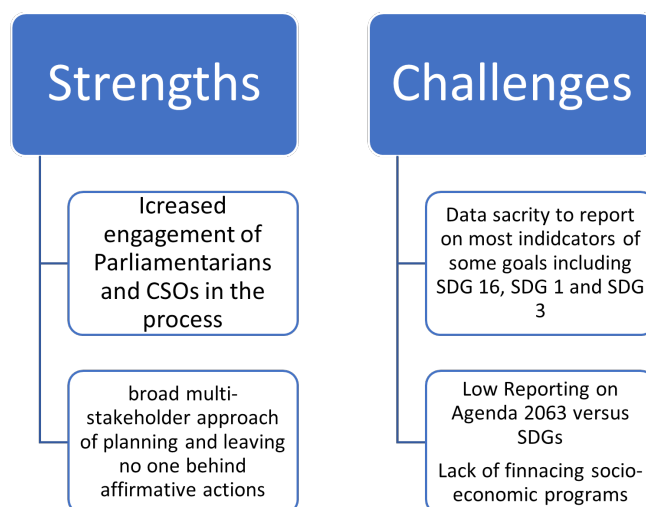 Strengths
Icreased
engagement of
Parliamentarians
and CSOs in the
process
broad multi-
stakeholder approach
of planning and leaving
no one behind
affirmative actions
Challenges
Data sacrity to report
on most indidcators of
some goals including
SDG 16, SDG 1 and SDG
3
Low Reporting on
Agenda 2063 versus
SDGs
Lack of finnacing socio-
economic programs